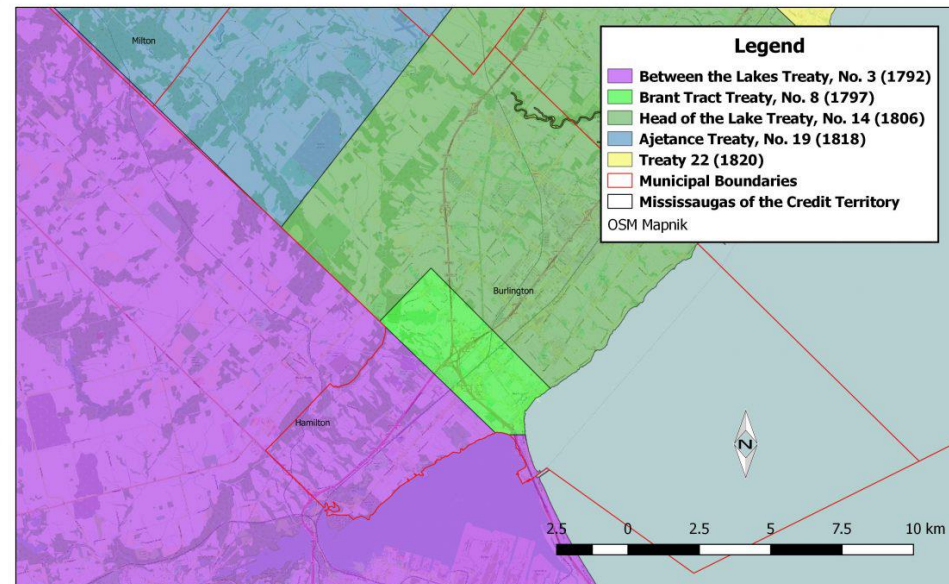 Milton
Legend
Between the Lakes Treaty, No. 3 (1792)
Brant Tract Treaty, No. 8 (1797)
Head of the Lake Treaty, No. 14 (1806)
Ajetance Treaty, No. 19 (1818)
Treaty 22 (1820)
Municipal Boundaries
Mississaugas of the Credit Territory
OSM Mapnik
Burlington
Hamilton
N
2.5 0 2.5 5 7.5 10 km